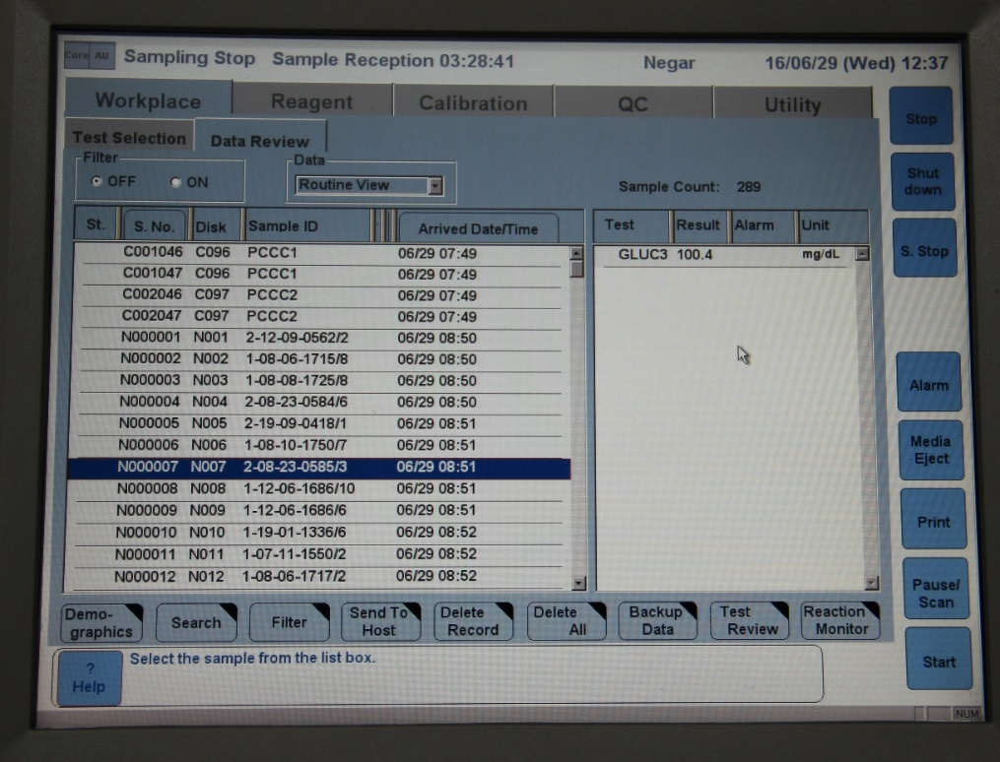 Core AU Sampling Stop Sample Reception 03:28:41 Negar 16/06/29 (Wed) 12:37
Workplace Reagent Calibration QC Utility
Stop
Test Selection Data Review
Filter Data
OFF ON Routine View Sample Count: 289
Shut
down
St. S. No. Disk Sample ID Arrived Date/Time Test Result Alarm Unit
S. Stop
C001046 C096 PCCC1 06/29 07:49 GLUC3 100.4 mg/dL
C001047 C096 PCCC1 06/29 07:49
C002046 C097 PCCC2 06/29 07:49
C002047 C097 PCCC2 06/29 07:49
N000001 N001 2-12-09-0562/2 06/29 08:50
N000002 N002 1-08-06-1715/8 06/29 08:50
N000003 N003 1-08-08-1725/8 06/29 08:50
Alarm
N000004 N004 2-08-23-0584/6 06/29 08:50
N000005 N005 2-19-09-0418/1 06/29 08:51
N000006 N006 1-08-10-1750/7 06/29 08:51
Media
Eject
N000007 N007 2-08-23-0585/3 06/29 08:51
N000008 N008 1-12-06-1686/10 06/29 08:51
N000009 N009 1-12-06-1686/6 06/29 08:51
Print
N000010 N010 1-19-01-1336/6 06/29 08:52
N000011 N011 1-07-11-1550/2 06/29 08:52
N000012 N012 1-08-06-1717/2 06/29 08:52
Pause/
Scan
Demo-
graphics
Search
Filter
Send To
Host
Delete
Record
Delete
All
Backup
Data
Test
Review
Reaction
Monitor
Start
?
Help
Select the sample from the list box.
NUM